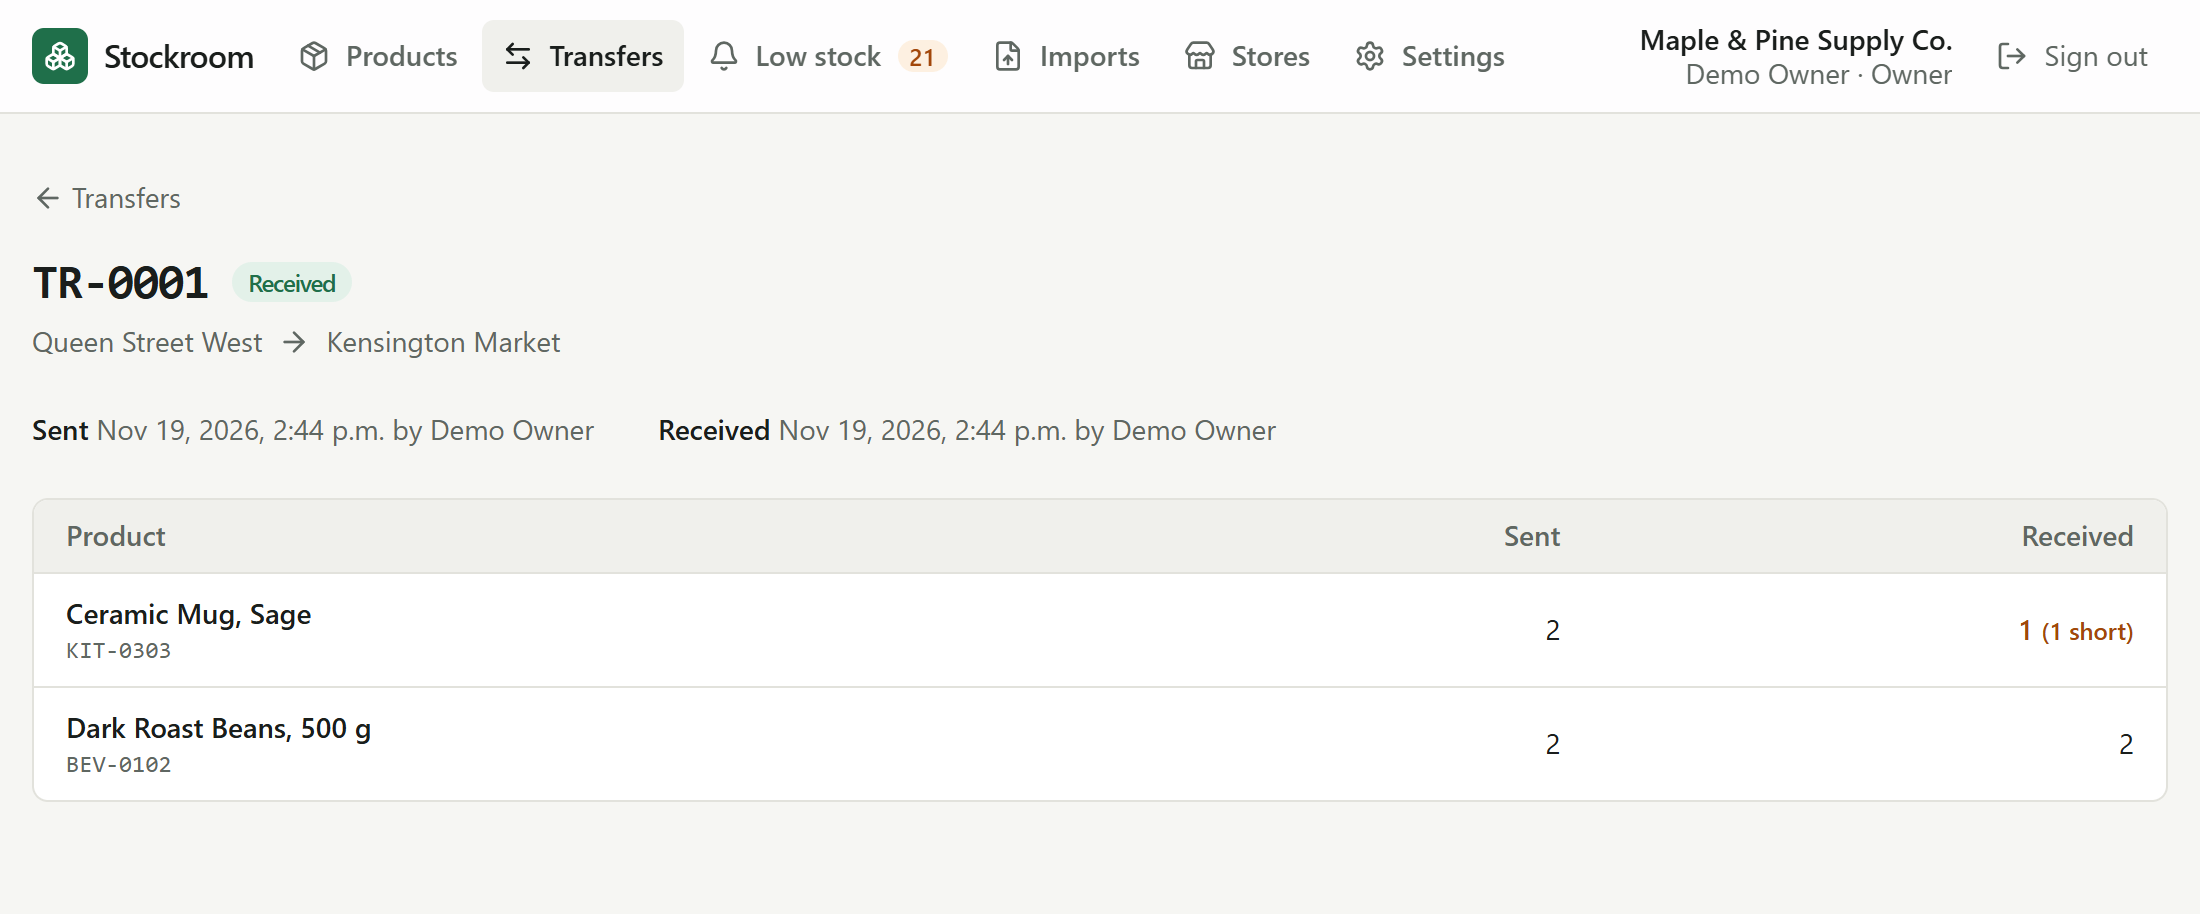 Stockroom
Products
Transfers
Low stock 21
Imports
Stores
Settings
Maple & Pine Supply Co.
Demo Owner · Owner
Sign out
← Transfers
TR-0001 Received
Queen Street West → Kensington Market
Sent Nov 19, 2026, 2:44 p.m. by Demo Owner
Received Nov 19, 2026, 2:44 p.m. by Demo Owner
Product Sent Received
Ceramic Mug, Sage
KIT-0303
2 1 (1 short)
Dark Roast Beans, 500 g
BEV-0102
2 2